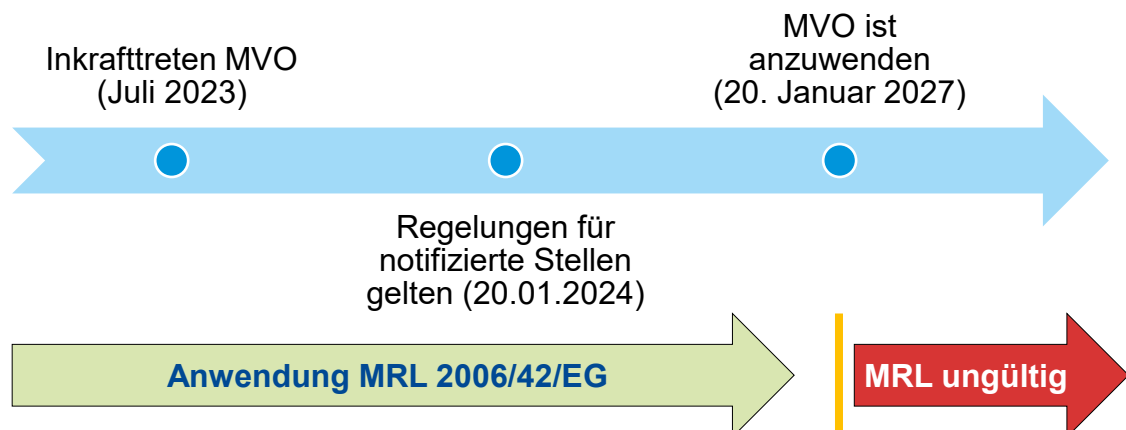 Inkrafttreten MVO
(Juli 2023)
MVO ist
anzuwenden
(20. Januar 2027)
Regelungen für
notifizierte Stellen
gelten (20.01.2024)
Anwendung MRL 2006/42/EG
MRL ungültig